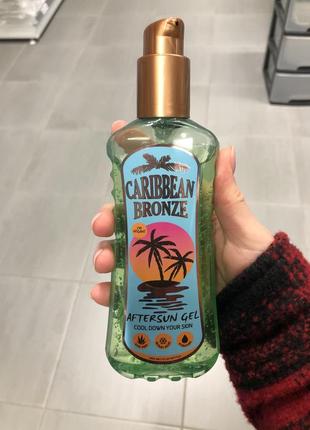 CARIBBEAN
BRONZE
AFTERSUN GEL
COOL DOWN YOUR SKIN